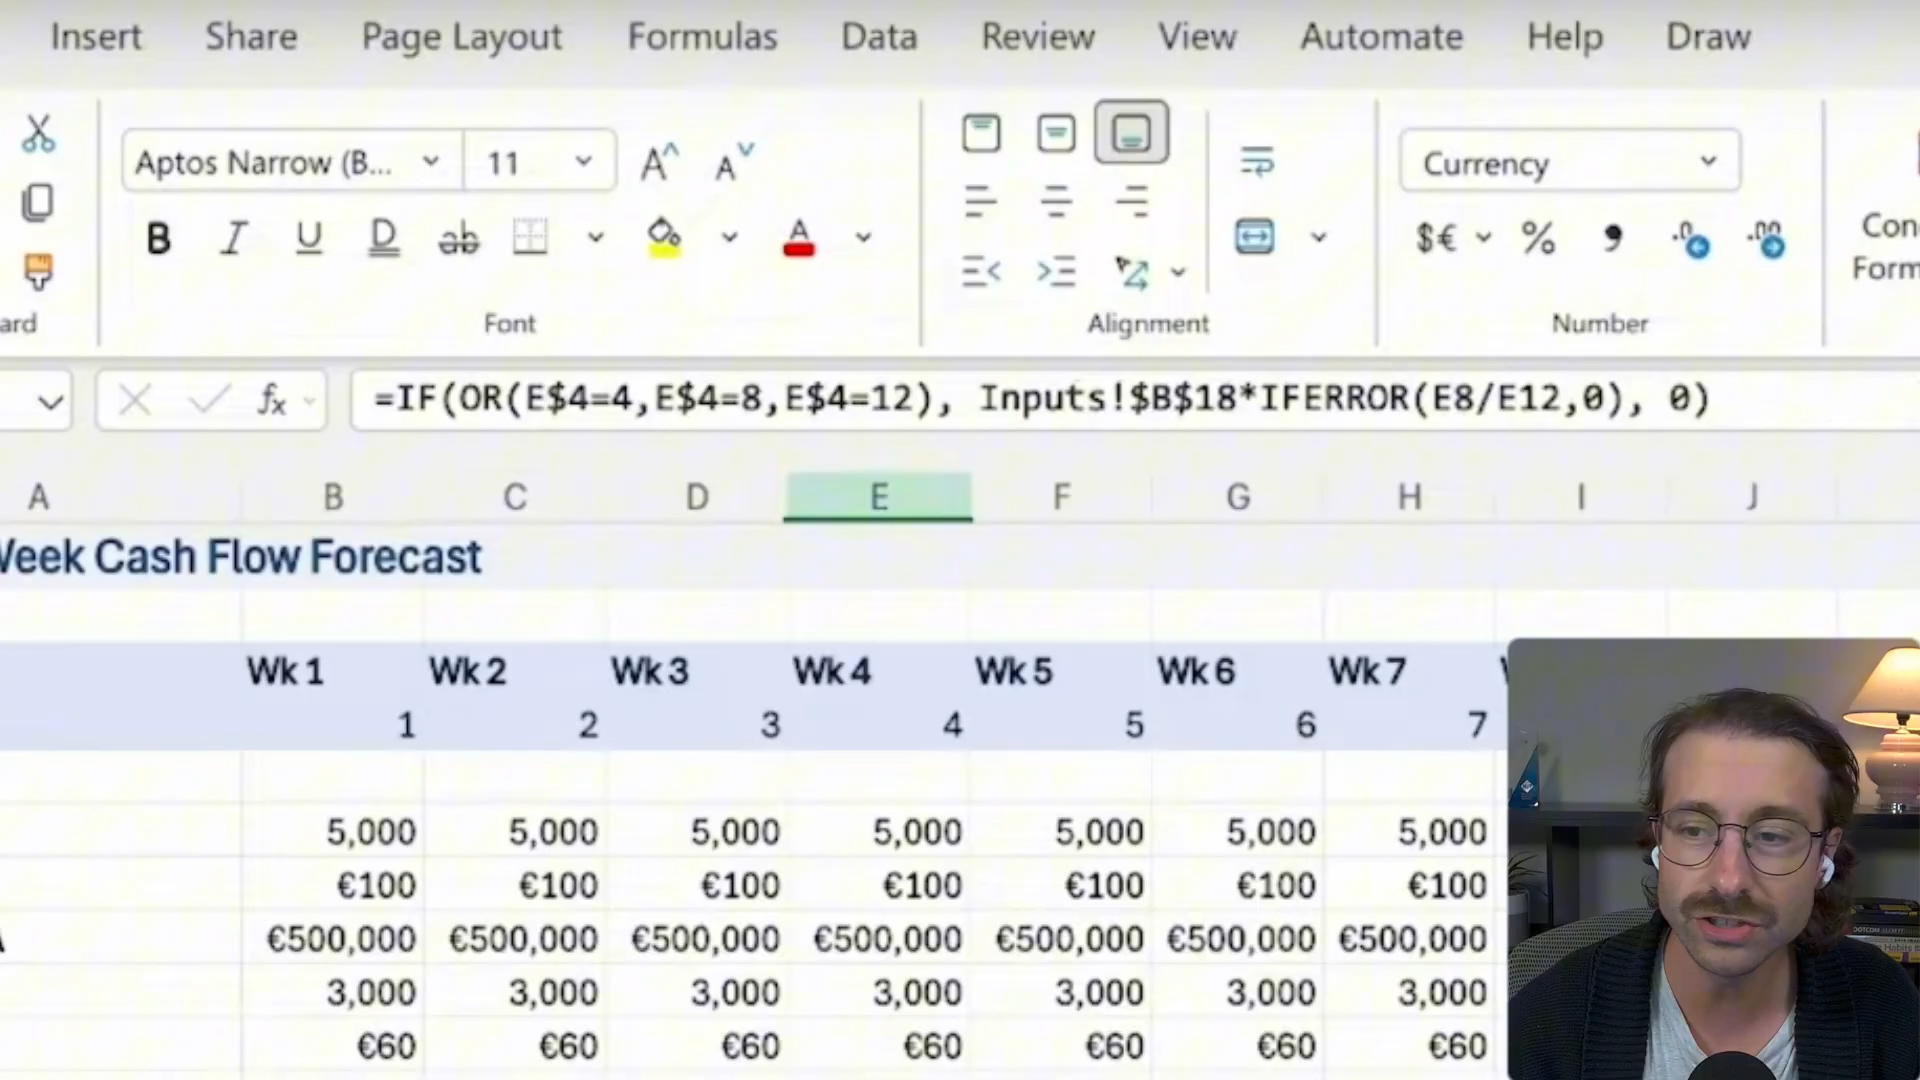 Insert Share Page Layout Formulas Data Review View Automate Help Draw
Aptos Narrow (B... 11 A A Currency
B I U D ab A $€ % , .0 .00
Con
Form
ard Font Alignment Number
fx =IF(OR(E$4=4,E$4=8,E$4=12), Inputs!$B$18*IFERROR(E8/E12,0), 0)
A B C D E F G H I J
Week Cash Flow Forecast
Wk 1 Wk 2 Wk 3 Wk 4 Wk 5 Wk 6 Wk 7
1 2 3 4 5 6 7
5,000 5,000 5,000 5,000 5,000 5,000 5,000
€100 €100 €100 €100 €100 €100 €100
€500,000 €500,000 €500,000 €500,000 €500,000 €500,000 €500,000
3,000 3,000 3,000 3,000 3,000 3,000 3,000
€60 €60 €60 €60 €60 €60 €60